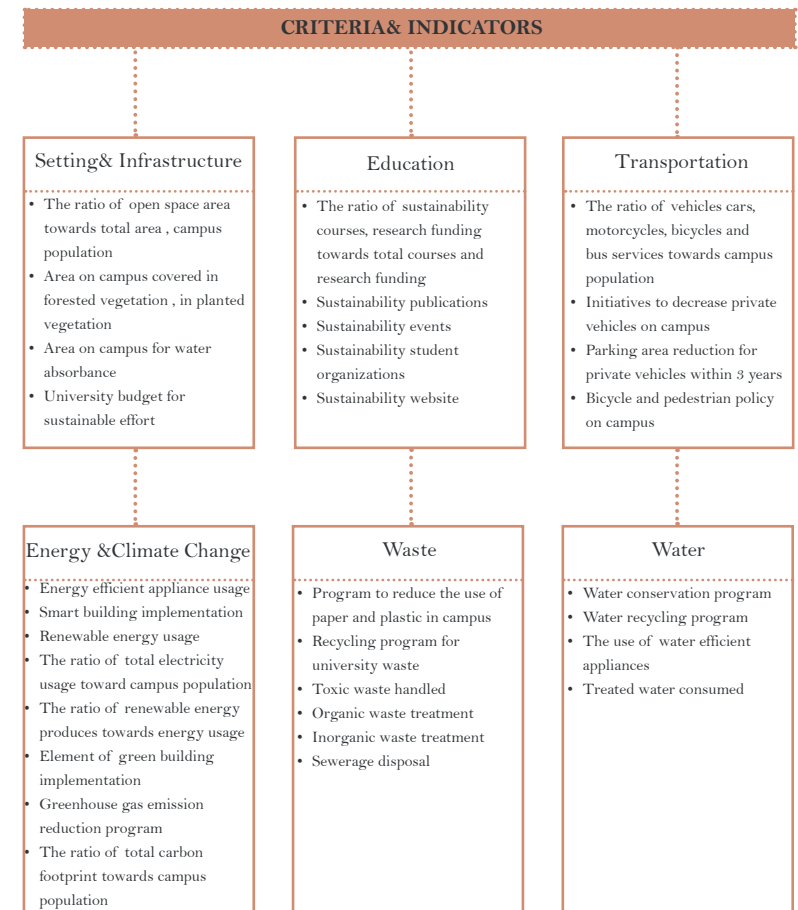 CRITERIA& INDICATORS
Setting& Infrastructure
• The ratio of open space area
towards total area , campus
population
• Area on campus covered in
forested vegetation , in planted
vegetation
• Area on campus for water
absorbance
• University budget for
sustainable effort
Education
• The ratio of sustainability
courses, research funding
towards total courses and
research funding
• Sustainability publications
• Sustainability events
• Sustainability student
organizations
• Sustainability website
Transportation
• The ratio of vehicles cars,
motorcycles, bicycles and
bus services towards campus
population
• Initiatives to decrease private
vehicles on campus
• Parking area reduction for
private vehicles within 3 years
• Bicycle and pedestrian policy
on campus
Energy &Climate Change
• Energy efficient appliance usage
• Smart building implementation
• Renewable energy usage
• The ratio of total electricity
usage toward campus population
• The ratio of renewable energy
produces towards energy usage
• Element of green building
implementation
• Greenhouse gas emission
reduction program
• The ratio of total carbon
footprint towards campus
population
Waste
• Program to reduce the use of
paper and plastic in campus
• Recycling program for
university waste
• Toxic waste handled
• Organic waste treatment
• Inorganic waste treatment
• Sewerage disposal
Water
• Water conservation program
• Water recycling program
• The use of water efficient
appliances
• Treated water consumed